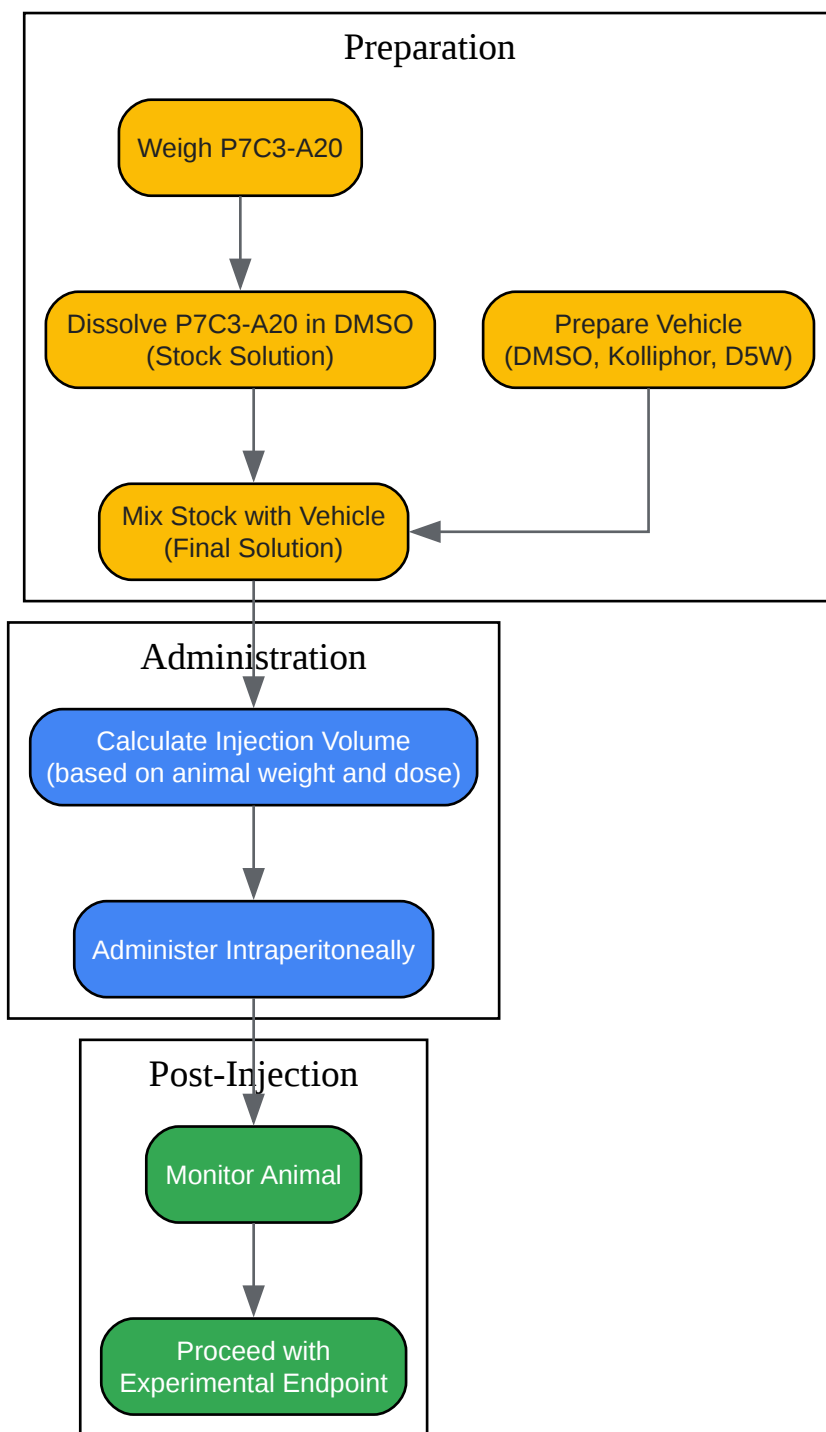 Preparation
Weigh P7C3-A20
Dissolve P7C3-A20 in DMSO
(Stock Solution)
Prepare Vehicle
(DMSO, Kolliphor, D5W)
Mix Stock with Vehicle
(Final Solution)
Administration
Calculate Injection Volume
(based on animal weight and dose)
Administer Intraperitoneally
Post-Injection
Monitor Animal
Proceed with
Experimental Endpoint